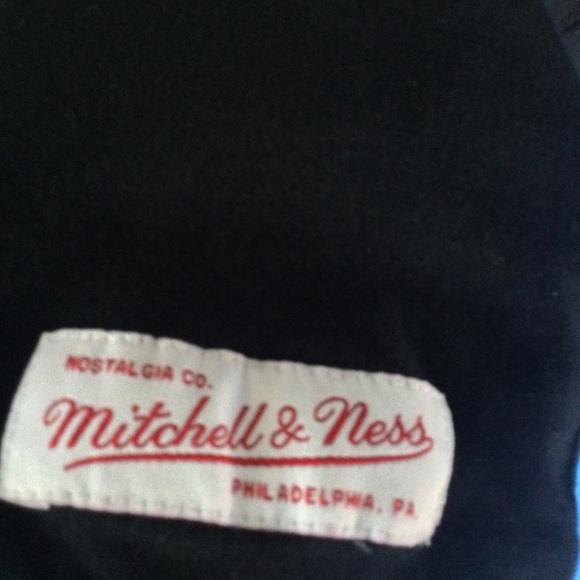 NOSTALGIA CO.
Mitchell & Ness
PHILADELPHIA, PA